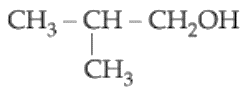 CH₃ – CH – CH₂OH
|
CH₃